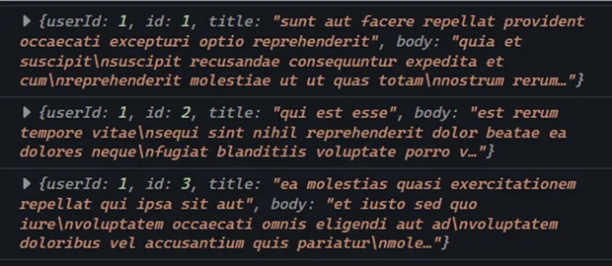 ▶ {userId: 1, id: 1, title: "sunt aut facere repellat provident
occaecati excepturi optio reprehenderit", body: "quia et
suscipit\nsuscipit recusandae consequuntur expedita et
cum\nreprehenderit molestiae ut ut quas totam\nnostrum rerum…"}
▶ {userId: 1, id: 2, title: "qui est esse", body: "est rerum
tempore vitae\nsequi sint nihil reprehenderit dolor beatae ea
dolores neque\nfugiat blanditiis voluptate porro v…"}
▶ {userId: 1, id: 3, title: "ea molestias quasi exercitationem
repellat qui ipsa sit aut", body: "et iusto sed quo
iure\nvoluptatem occaecati omnis eligendi aut ad\nvoluptatem
doloribus vel accusantium quis pariatur\nmole…"}